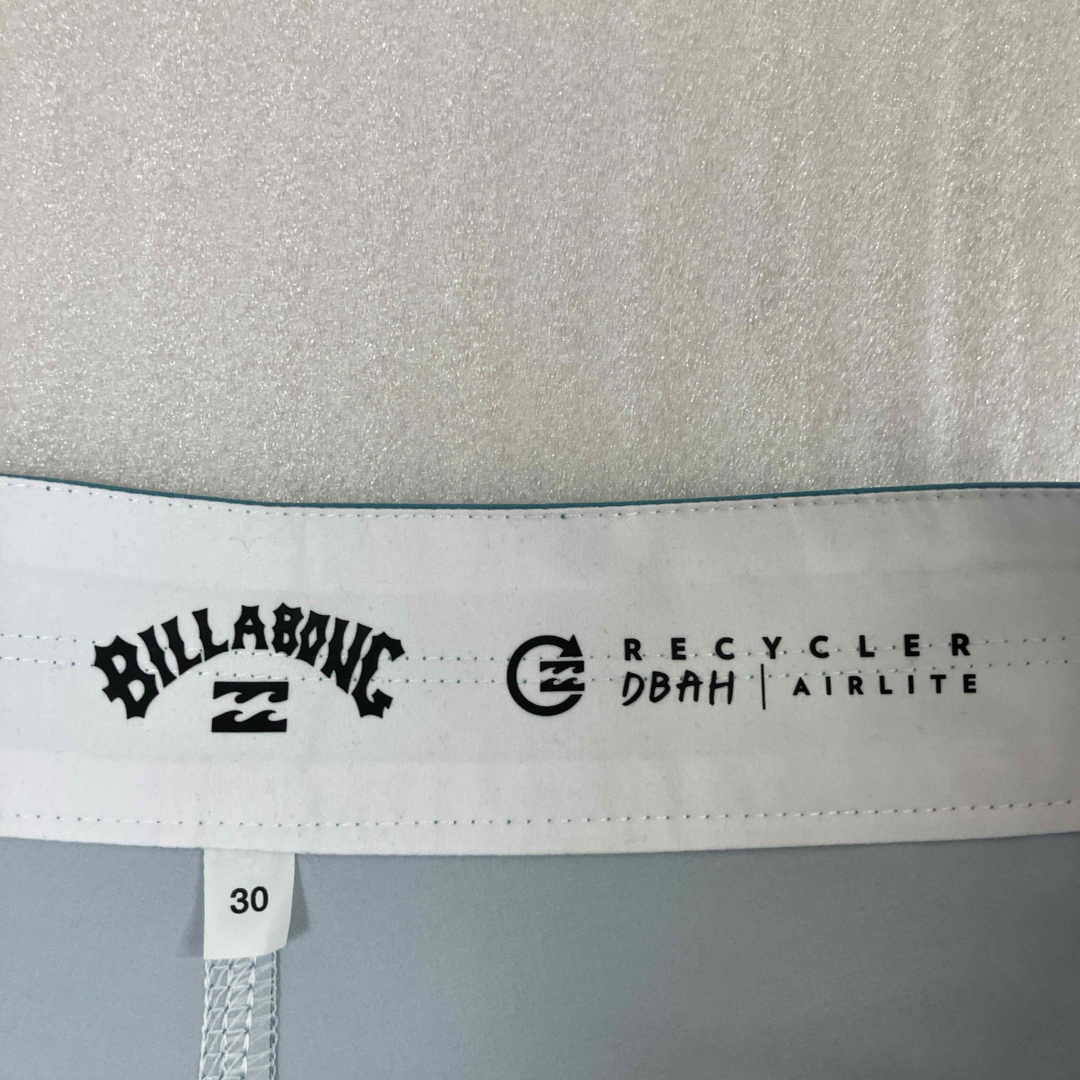 BILLABONG
RECYCLER
DBAH | AIRLITE
30